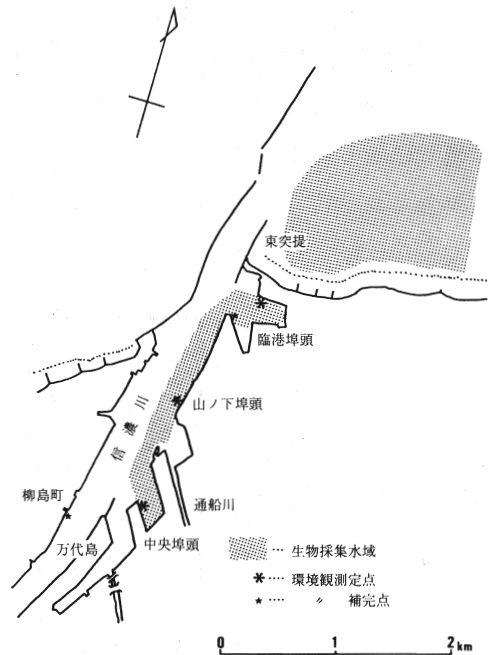 東突提
臨港埠頭
山ノ下埠頭
信濃川
柳島町
通船川
万代島
中央埠頭
… 生物採集水域
…… 環境観測定点
…… 〃 補完点
0 1 2 km